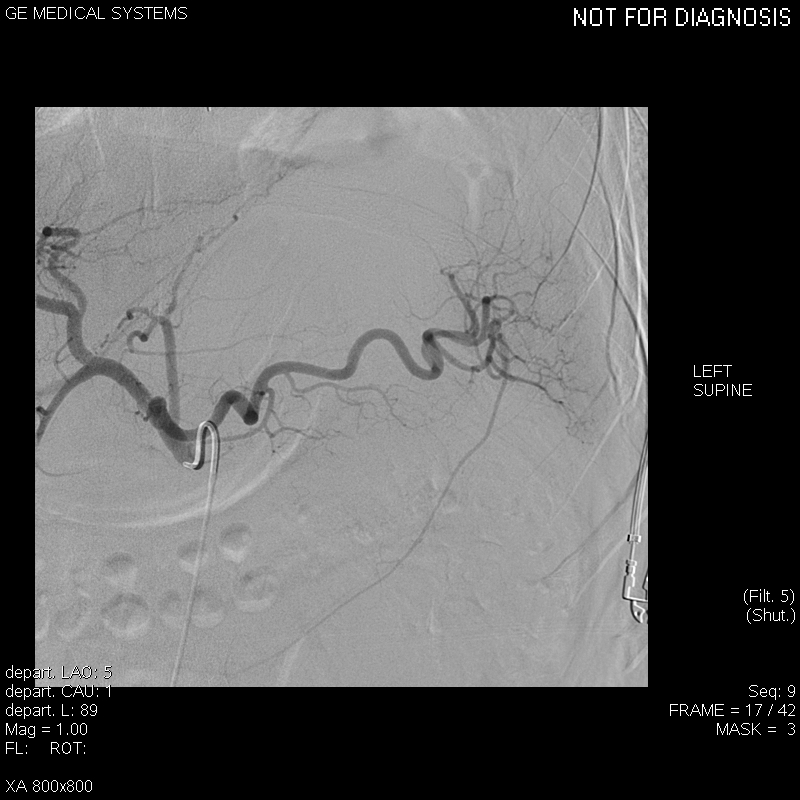 GE MEDICAL SYSTEMS
NOT FOR DIAGNOSIS
LEFT
SUPINE
(Filt. 5)
(Shut.)
depart. LAO: 5
depart. CAU: 1
depart. L: 89
Mag = 1.00
FL: ROT:
Seq: 9
FRAME = 17 / 42
MASK = 3
XA 800x800